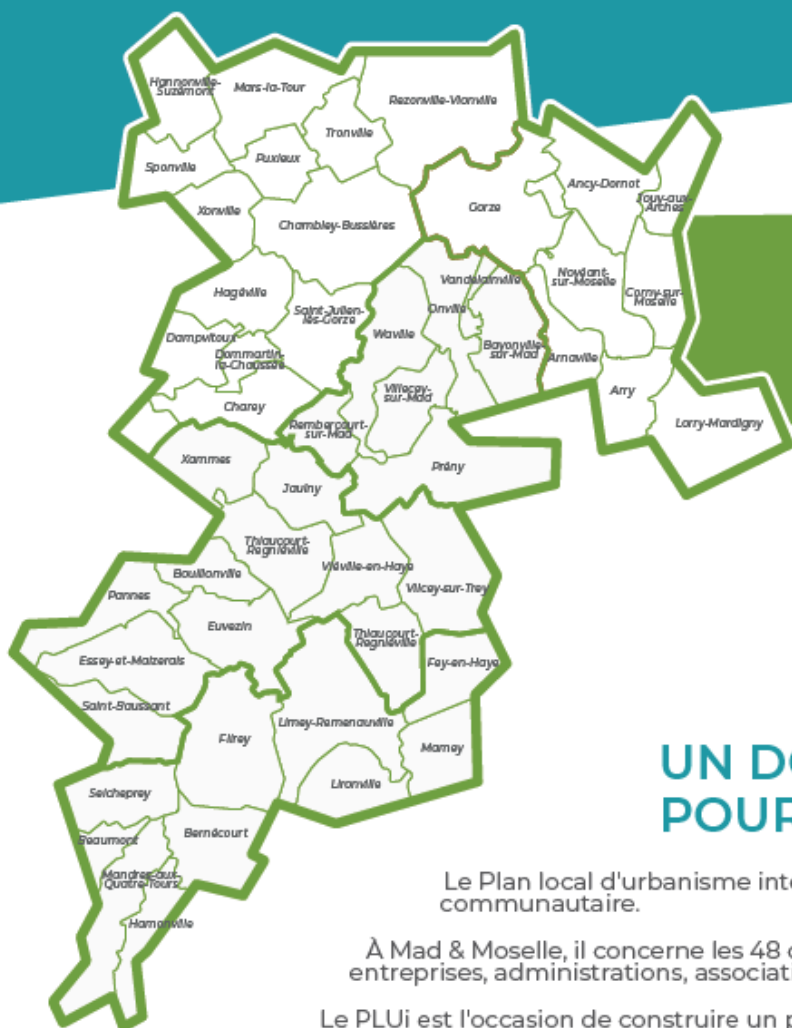 Hannonville-
Suzémont
Mars-la-Tour
Rezonville-Vionville
Tronville
Puxieux
Sponville
Ancy-Dornot
Jouy-aux-
Arches
Xonville
Gorze
Chambley-Bussières
Novéant-
sur-Moselle
Vandelainville
Hagéville
Corny-sur-
Moselle
Saint-Julien-
lès-Gorze
Onville
Waville
Dampvitoux
Bayonville-
sur-Mad
Dommartin-
la-Chaussée
Arnaville
Villecey-
sur-Mad
Arry
Charey
Lorry-Mardigny
Rembercourt-
sur-Mad
Xammes
Prény
Jaulny
Thiaucourt-
Regniéville
Viéville-en-Haye
Bouillonville
Vilcey-sur-Trey
Pannes
Euvezin
Thiaucourt-
Regniéville
Essey-et-Maizerais
Fey-en-Haye
Saint-Baussant
Limey-Remenauville
Flirey
Mamey
Lironville
Seicheprey
Bernécourt
Beaumont
Mandres-aux-
Quatre-Tours
Hamonville
UN DO
POUR
Le Plan local d'urbanisme inte
communautaire.
À Mad & Moselle, il concerne les 48 c
entreprises, administrations, associati
Le PLUi est l'occasion de construire un p